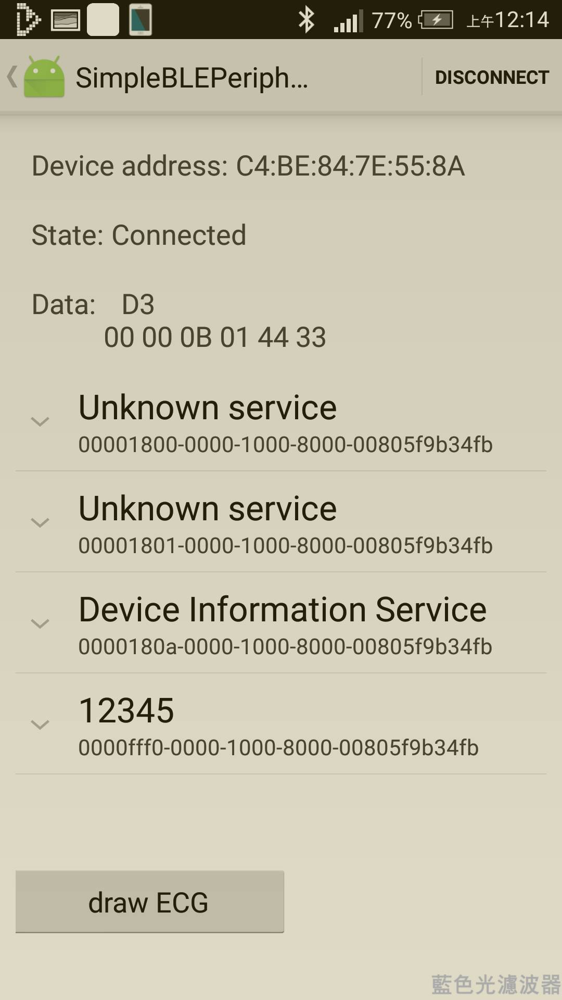 77% 上午12:14
SimpleBLEPeriph... DISCONNECT
Device address: C4:BE:84:7E:55:8A
State: Connected
Data: D3
00 00 0B 01 44 33
Unknown service
00001800-0000-1000-8000-00805f9b34fb
Unknown service
00001801-0000-1000-8000-00805f9b34fb
Device Information Service
0000180a-0000-1000-8000-00805f9b34fb
12345
0000fff0-0000-1000-8000-00805f9b34fb
draw ECG
藍色光濾波器